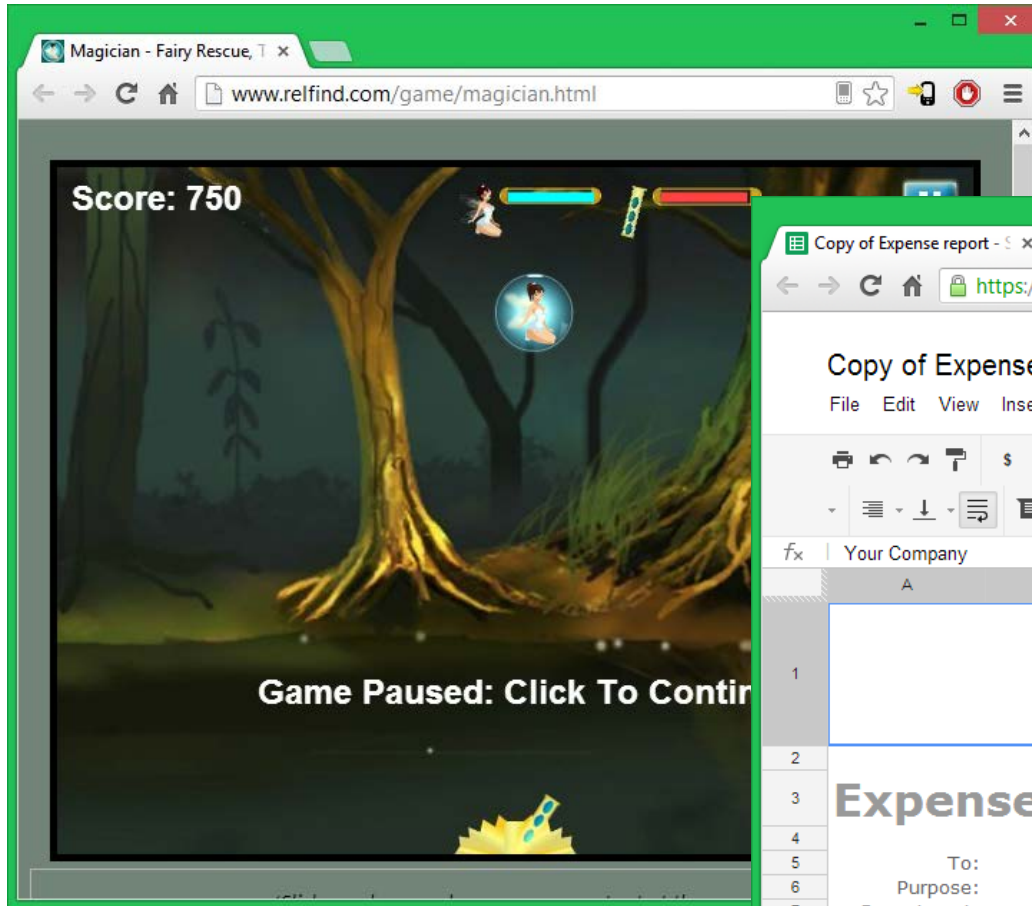 Magician - Fairy Rescue, T
www.relfind.com/game/magician.html
Score: 750
Game Paused: Click To Contin
Copy of Expense report - S
https:/
Copy of Expense
File Edit View Inse
$
fx Your Company
A
1
2
3 Expense
4
5 To:
6 Purpose: